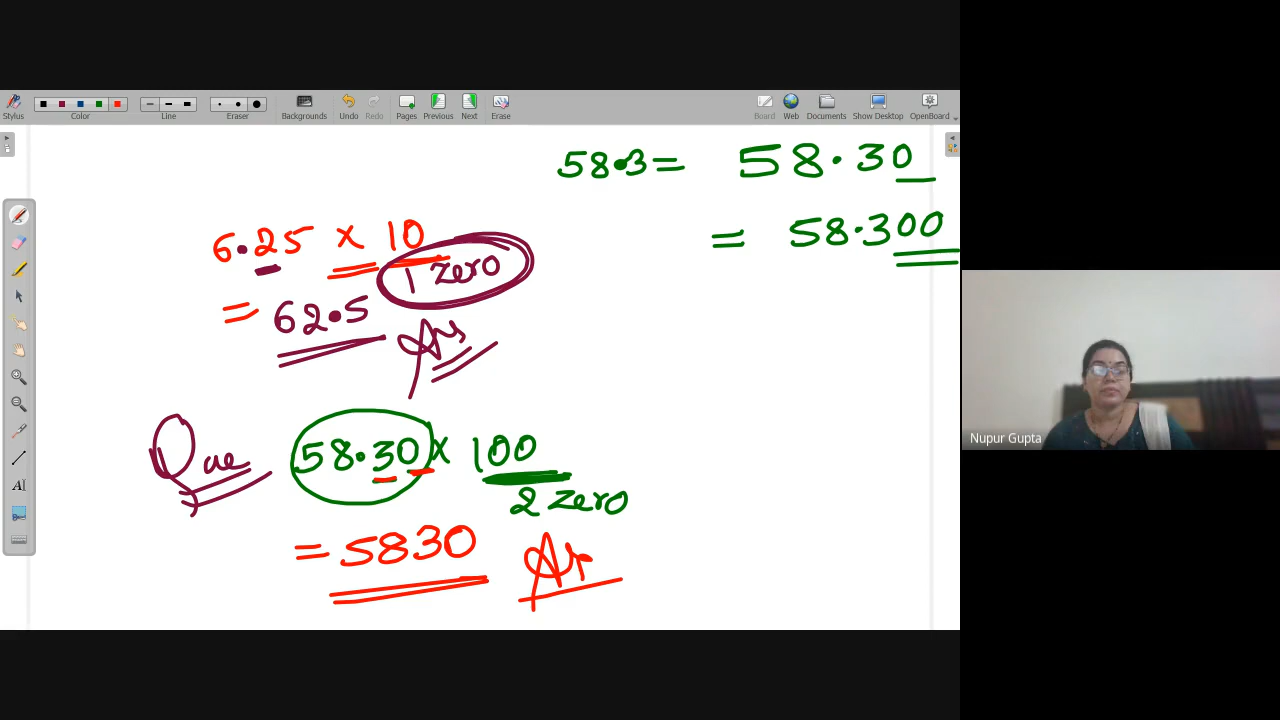 Stylus Color Line Eraser Backgrounds Undo Redo Pages Previous Next Erase Board Web Documents Show Desktop OpenBoard
58.3 = 58.30
= 58.300
6.25 x 10
1 zero
= 62.5 Ans
Que 58.30 x 100
2 zero
= 5830 Ans
Nupur Gupta